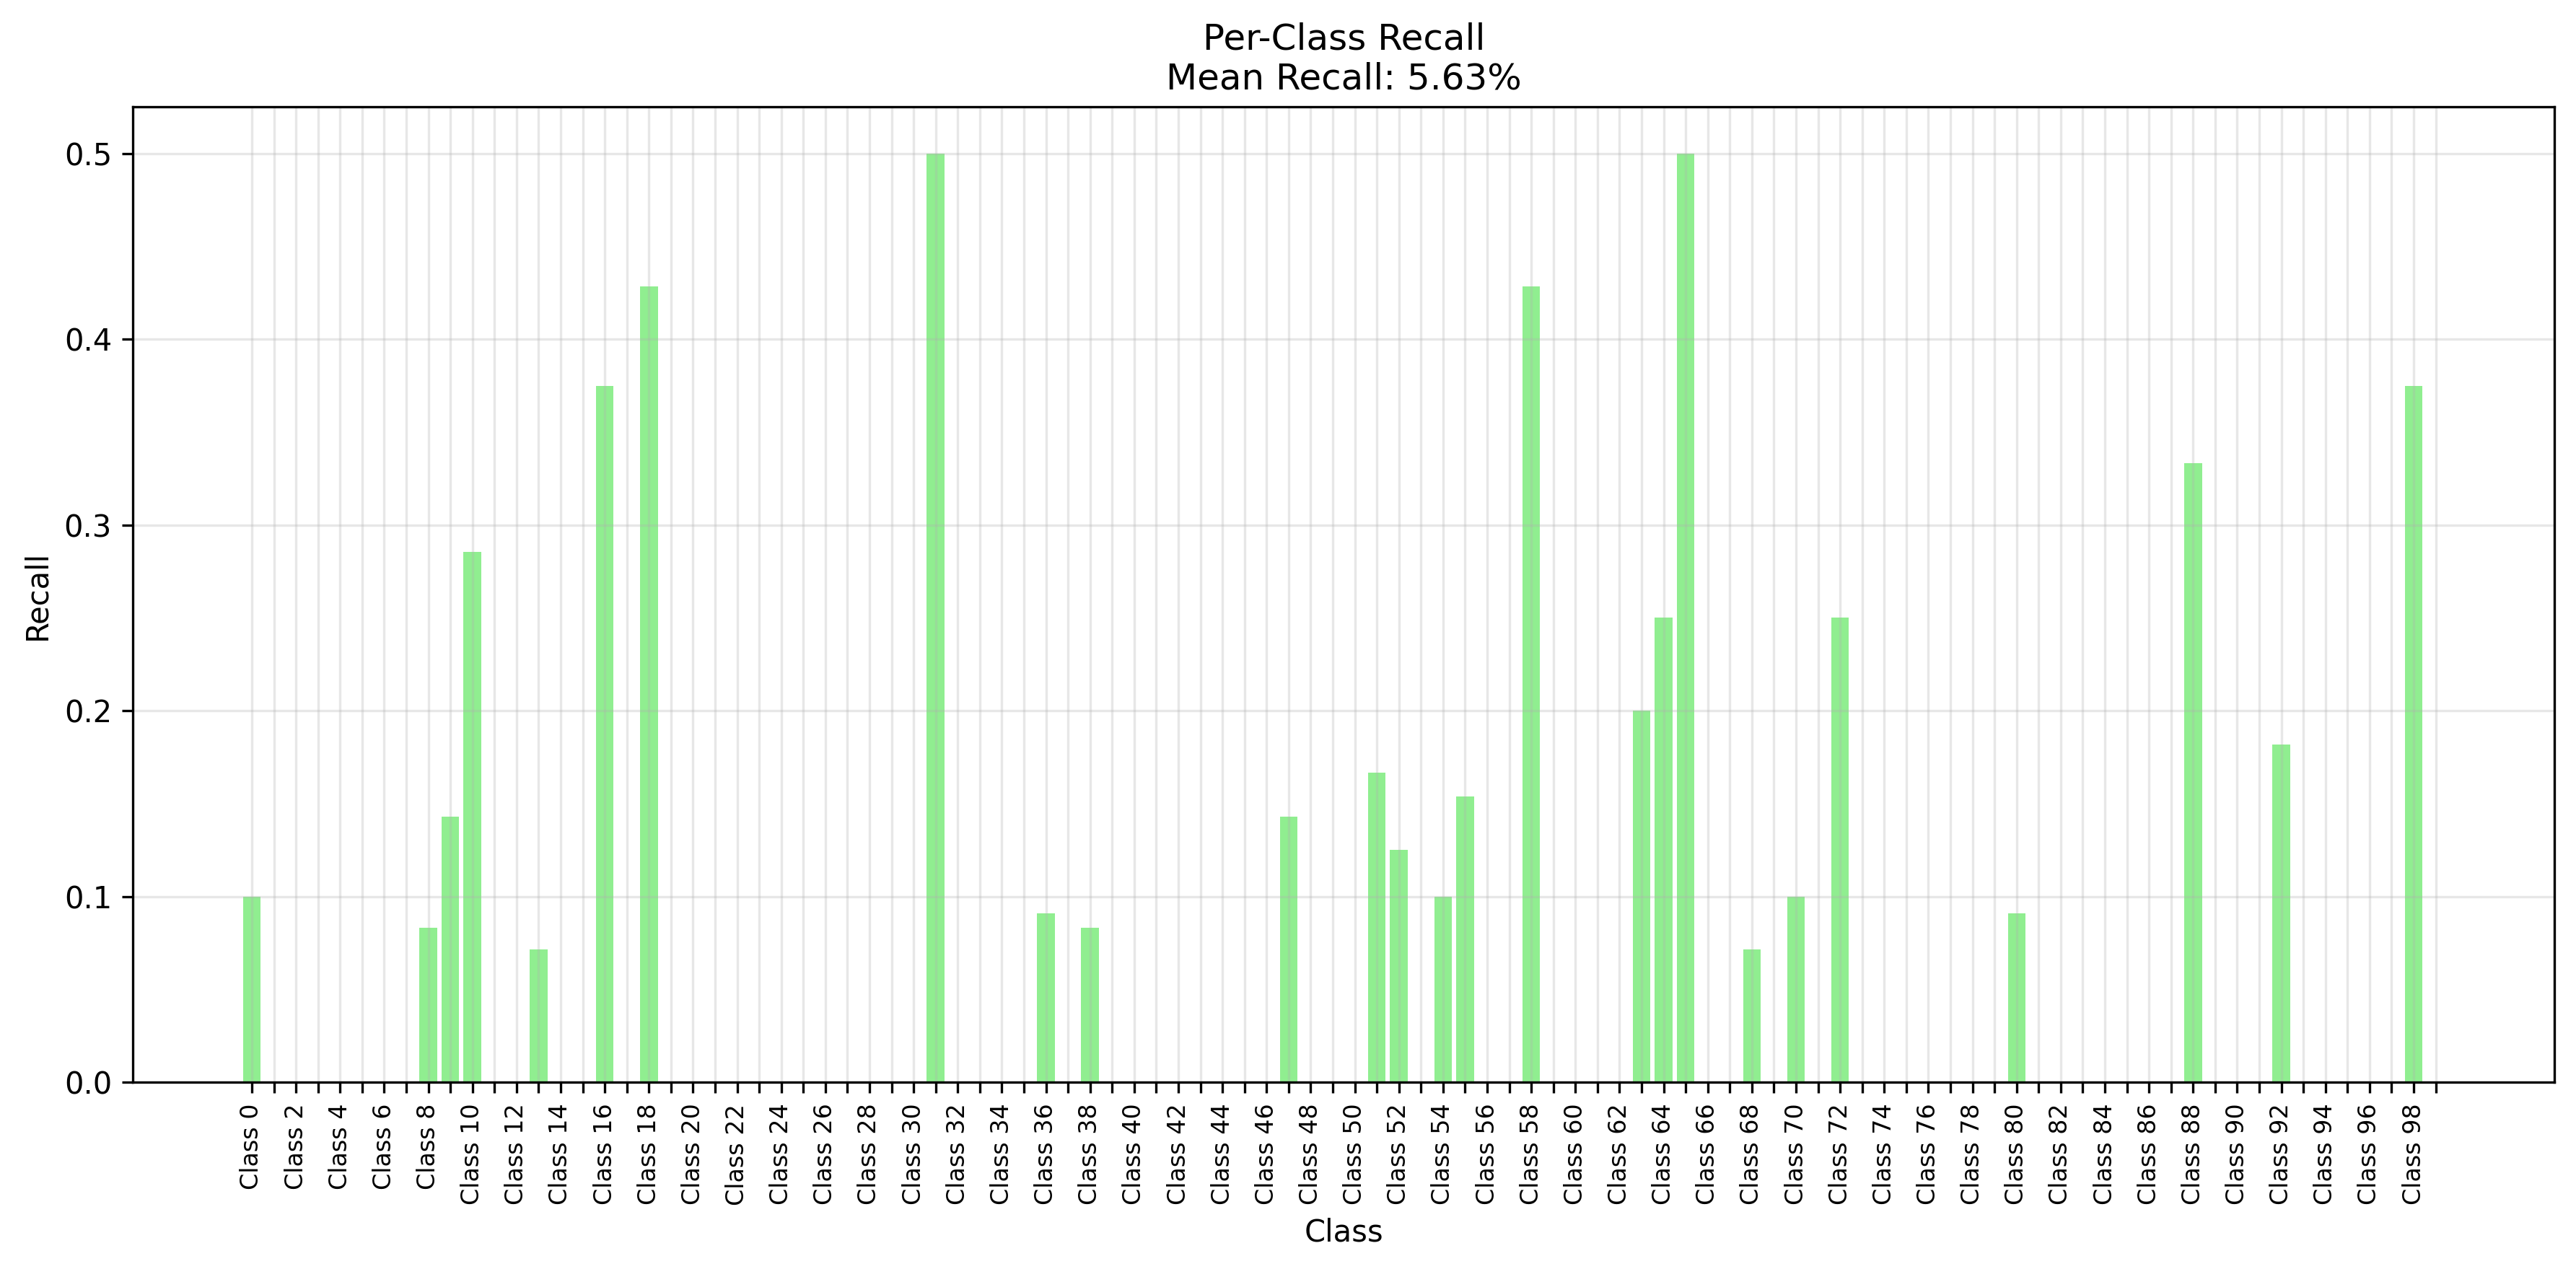 Per-Class Recall
Mean Recall: 5.63%
0.5
0.4
0.3
0.2
0.1
0.0
Recall
Class 0
Class 2
Class 4
Class 6
Class 8
Class 10
Class 12
Class 14
Class 16
Class 18
Class 20
Class 22
Class 24
Class 26
Class 28
Class 30
Class 32
Class 34
Class 36
Class 38
Class 40
Class 42
Class 44
Class 46
Class 48
Class 50
Class 52
Class 54
Class 56
Class 58
Class 60
Class 62
Class 64
Class 66
Class 68
Class 70
Class 72
Class 74
Class 76
Class 78
Class 80
Class 82
Class 84
Class 86
Class 88
Class 90
Class 92
Class 94
Class 96
Class 98
Class